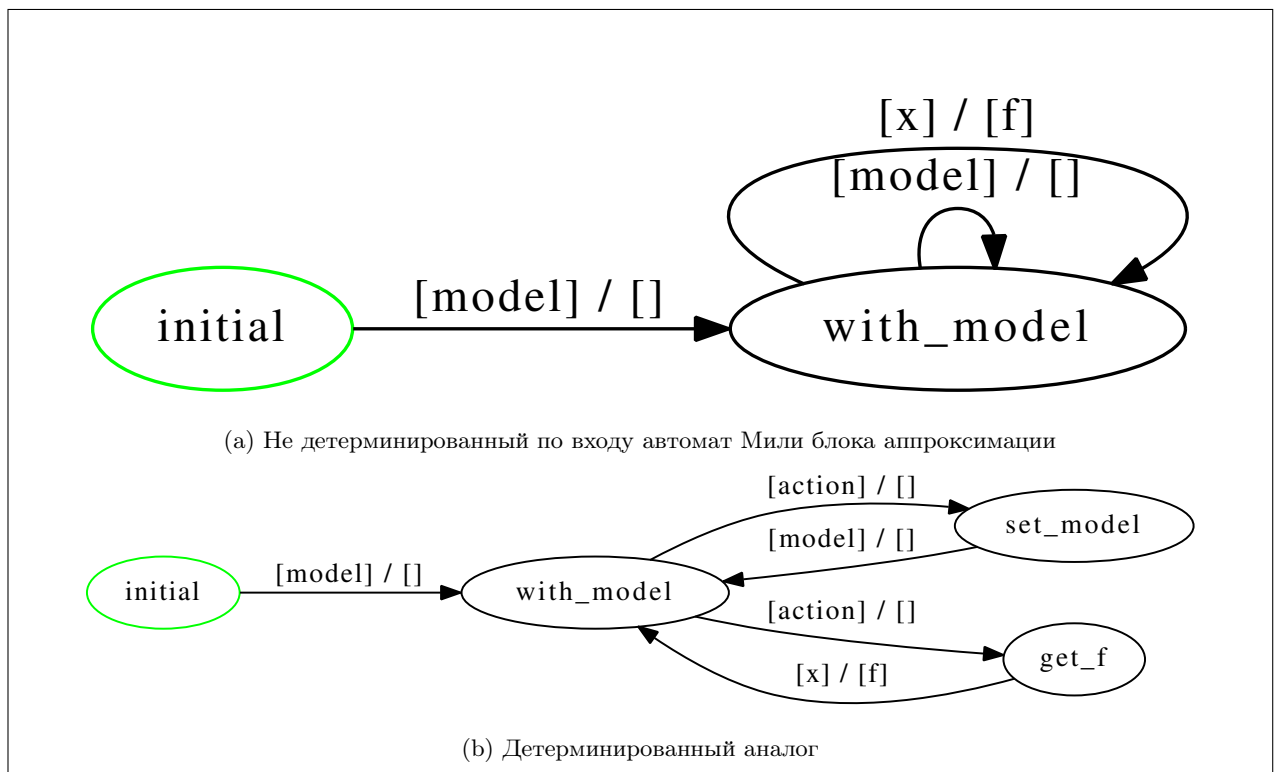 [x] / [f]
[model] / []
[model] / []
initial
with_model
(a) Не детерминированный по входу автомат Мили блока аппроксимации
[action] / []
set_model
[model] / []
[model] / []
initial
with_model
[action] / []
get_f
[x] / [f]
(b) Детерминированный аналог